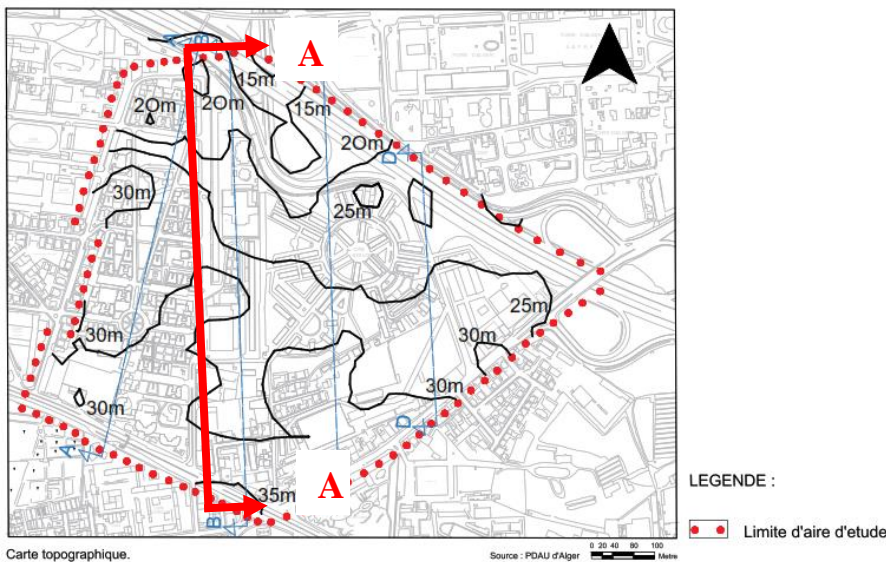 A
B
A
15m
2Om
2Om
15m
2Om
D
30m
25m
25m
30m
30m
30m
30m
D
A
35m
A
B
LEGENDE :
Limite d'aire d'etude
Carte topographique.
Source : PDAU d'Alger
0 20 40 60 100
Metre